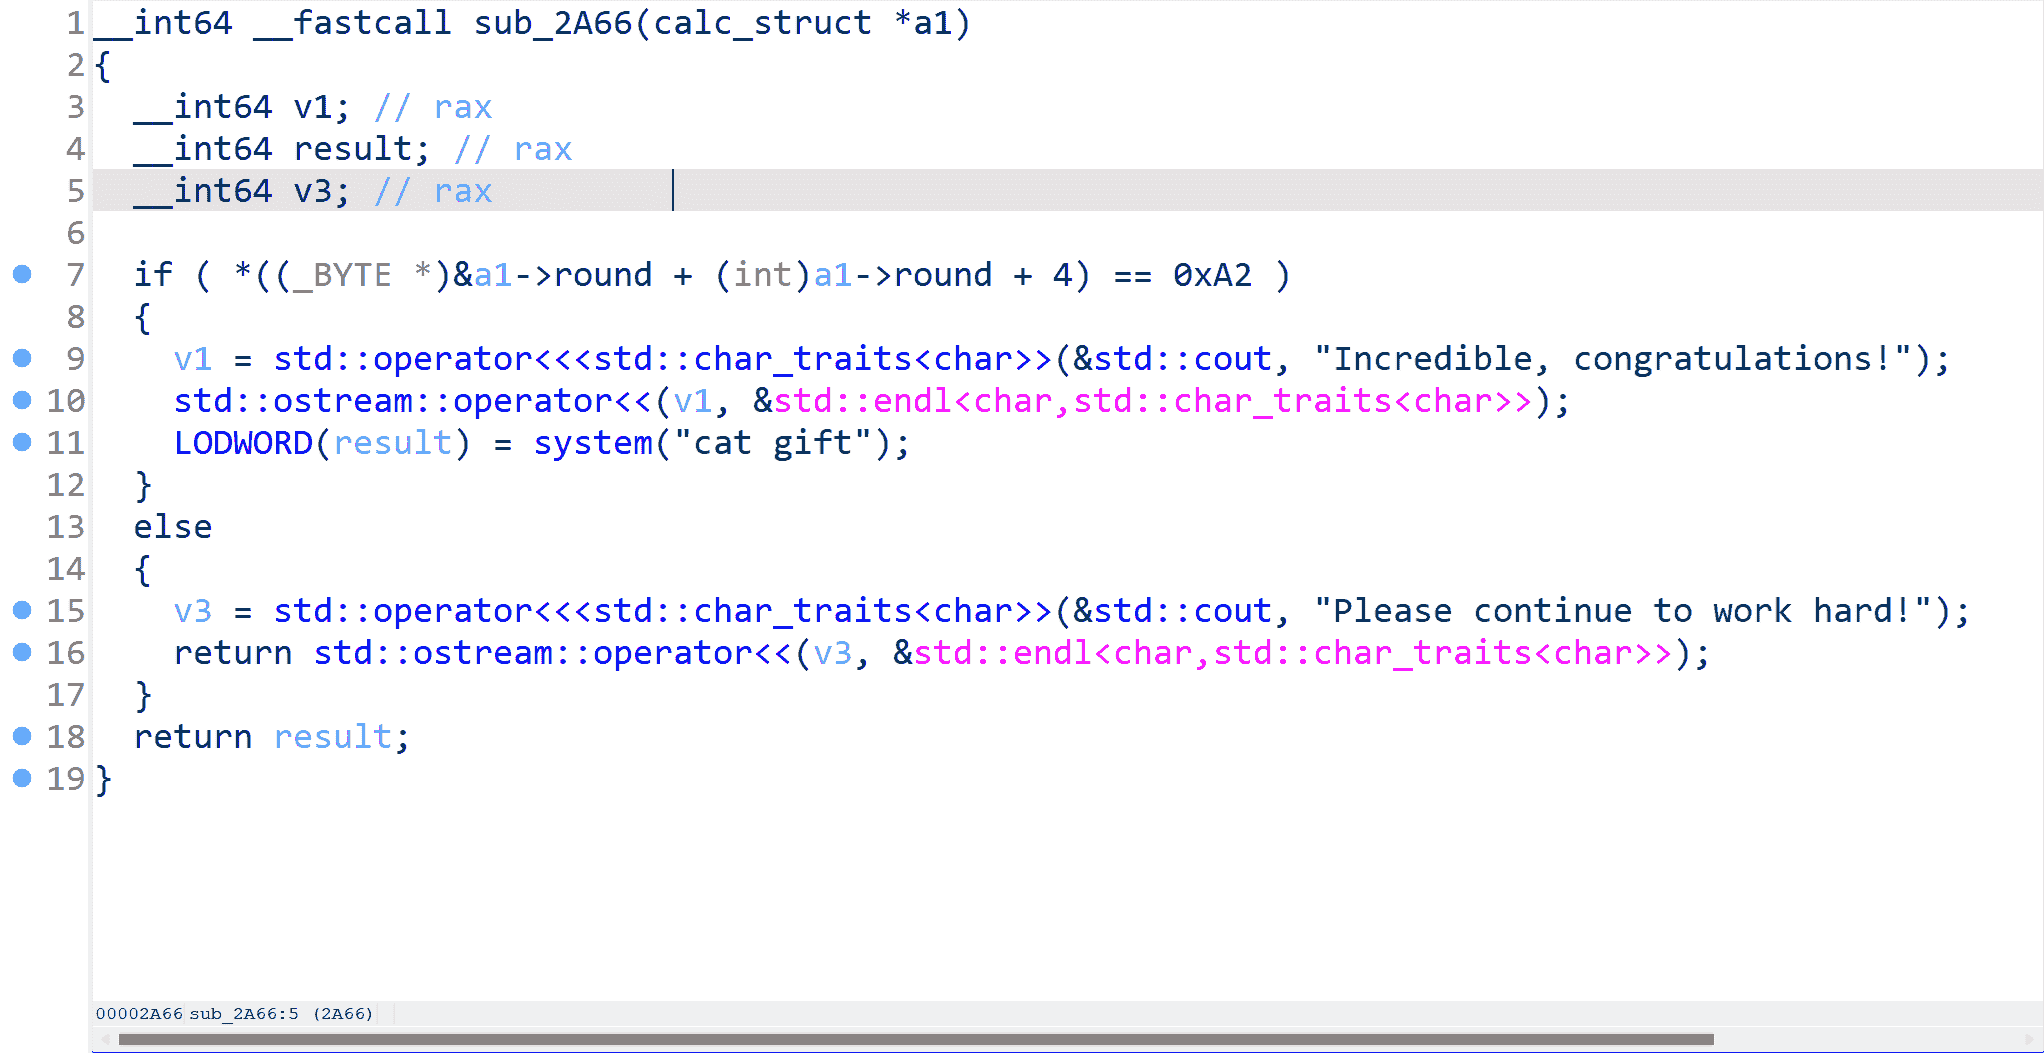 1 __int64 __fastcall sub_2A66(calc_struct *a1)
2 {
3   __int64 v1; // rax
4   __int64 result; // rax
5   __int64 v3; // rax
6
7   if ( *((_BYTE *)&a1->round + (int)a1->round + 4) == 0xA2 )
8   {
9     v1 = std::operator<<<std::char_traits<char>>(&std::cout, "Incredible, congratulations!");
10     std::ostream::operator<<(v1, &std::endl<char,std::char_traits<char>>);
11     LODWORD(result) = system("cat gift");
12   }
13   else
14   {
15     v3 = std::operator<<<std::char_traits<char>>(&std::cout, "Please continue to work hard!");
16     return std::ostream::operator<<(v3, &std::endl<char,std::char_traits<char>>);
17   }
18   return result;
19 }
00002A66 sub_2A66:5 (2A66)